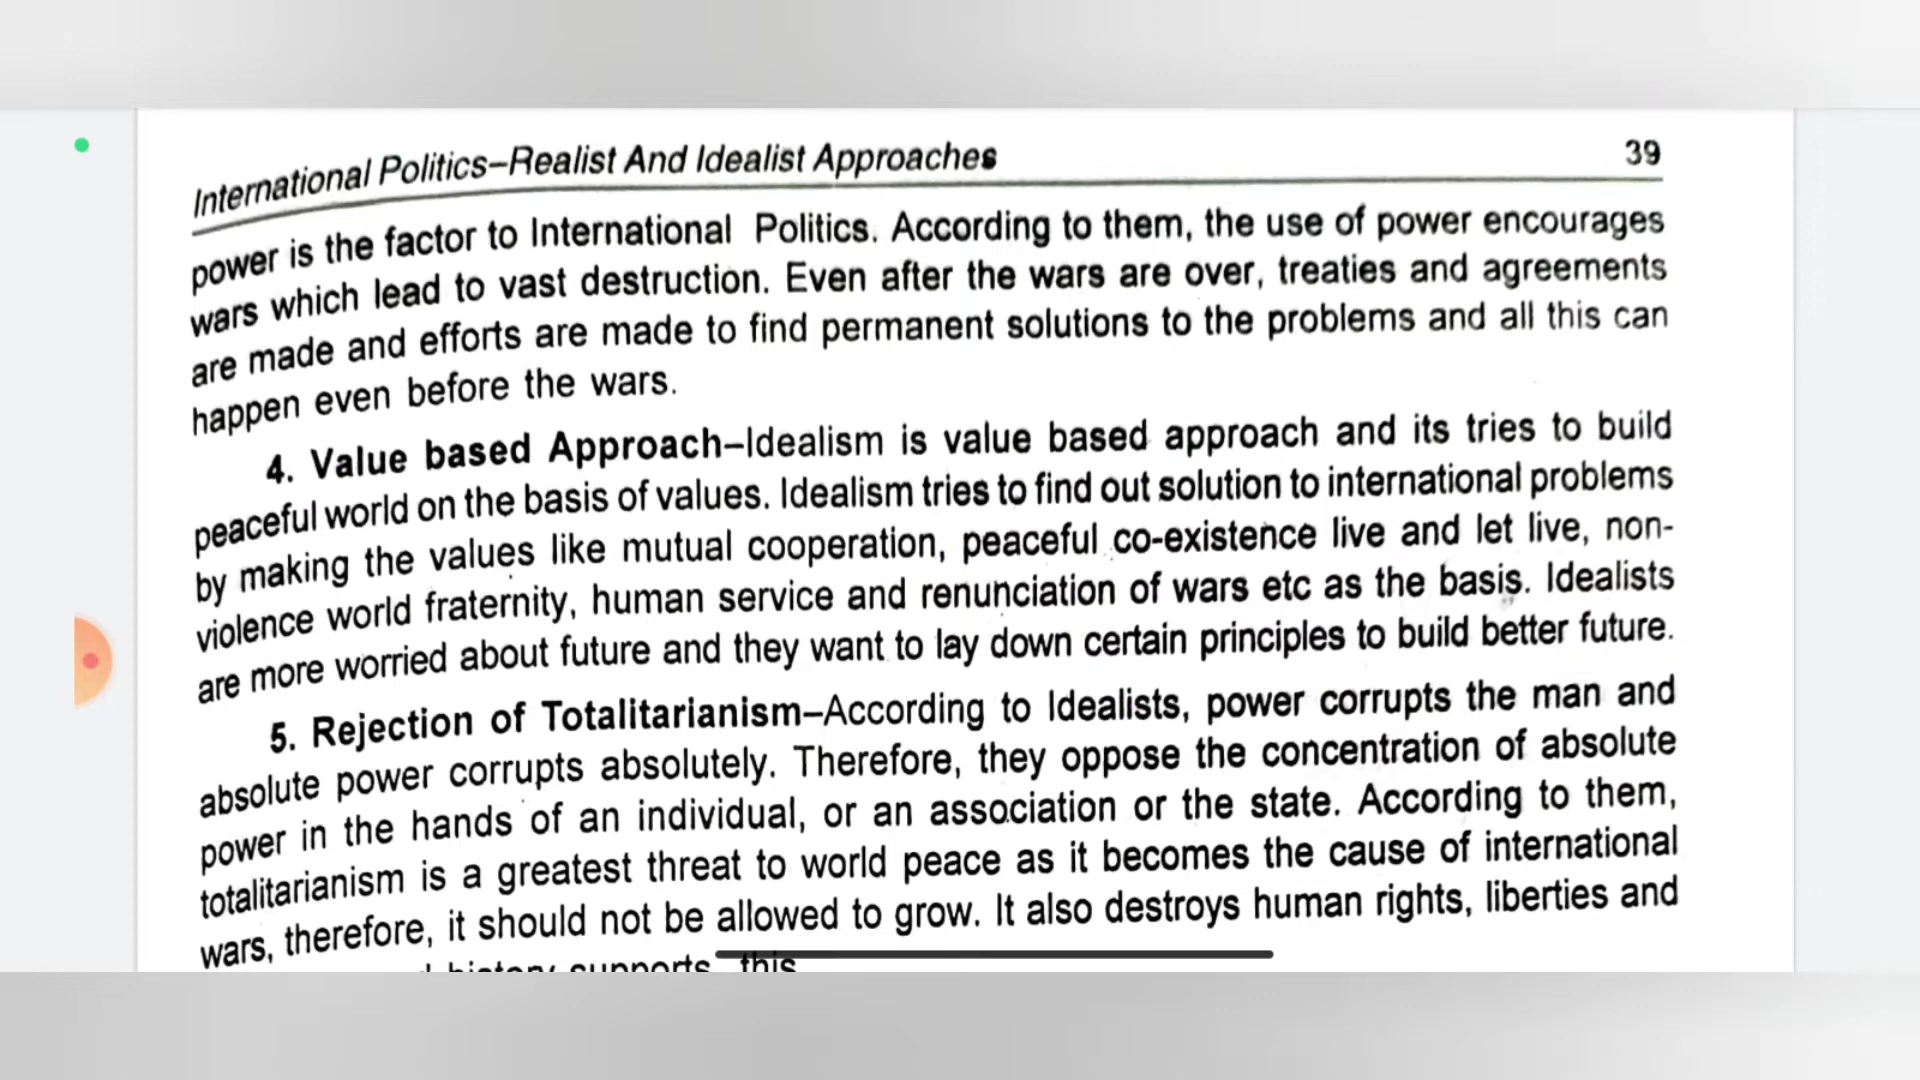 International Politics–Realist And Idealist Approaches 39
power is the factor to International Politics. According to them, the use of power encourages
wars which lead to vast destruction. Even after the wars are over, treaties and agreements
are made and efforts are made to find permanent solutions to the problems and all this can
happen even before the wars.
4. Value based Approach–Idealism is value based approach and its tries to build
peaceful world on the basis of values. Idealism tries to find out solution to international problems
by making the values like mutual cooperation, peaceful co-existence live and let live, non-
violence world fraternity, human service and renunciation of wars etc as the basis. Idealists
are more worried about future and they want to lay down certain principles to build better future.
5. Rejection of Totalitarianism–According to Idealists, power corrupts the man and
absolute power corrupts absolutely. Therefore, they oppose the concentration of absolute
power in the hands of an individual, or an association or the state. According to them,
totalitarianism is a greatest threat to world peace as it becomes the cause of international
wars, therefore, it should not be allowed to grow. It also destroys human rights, liberties and
history supports this